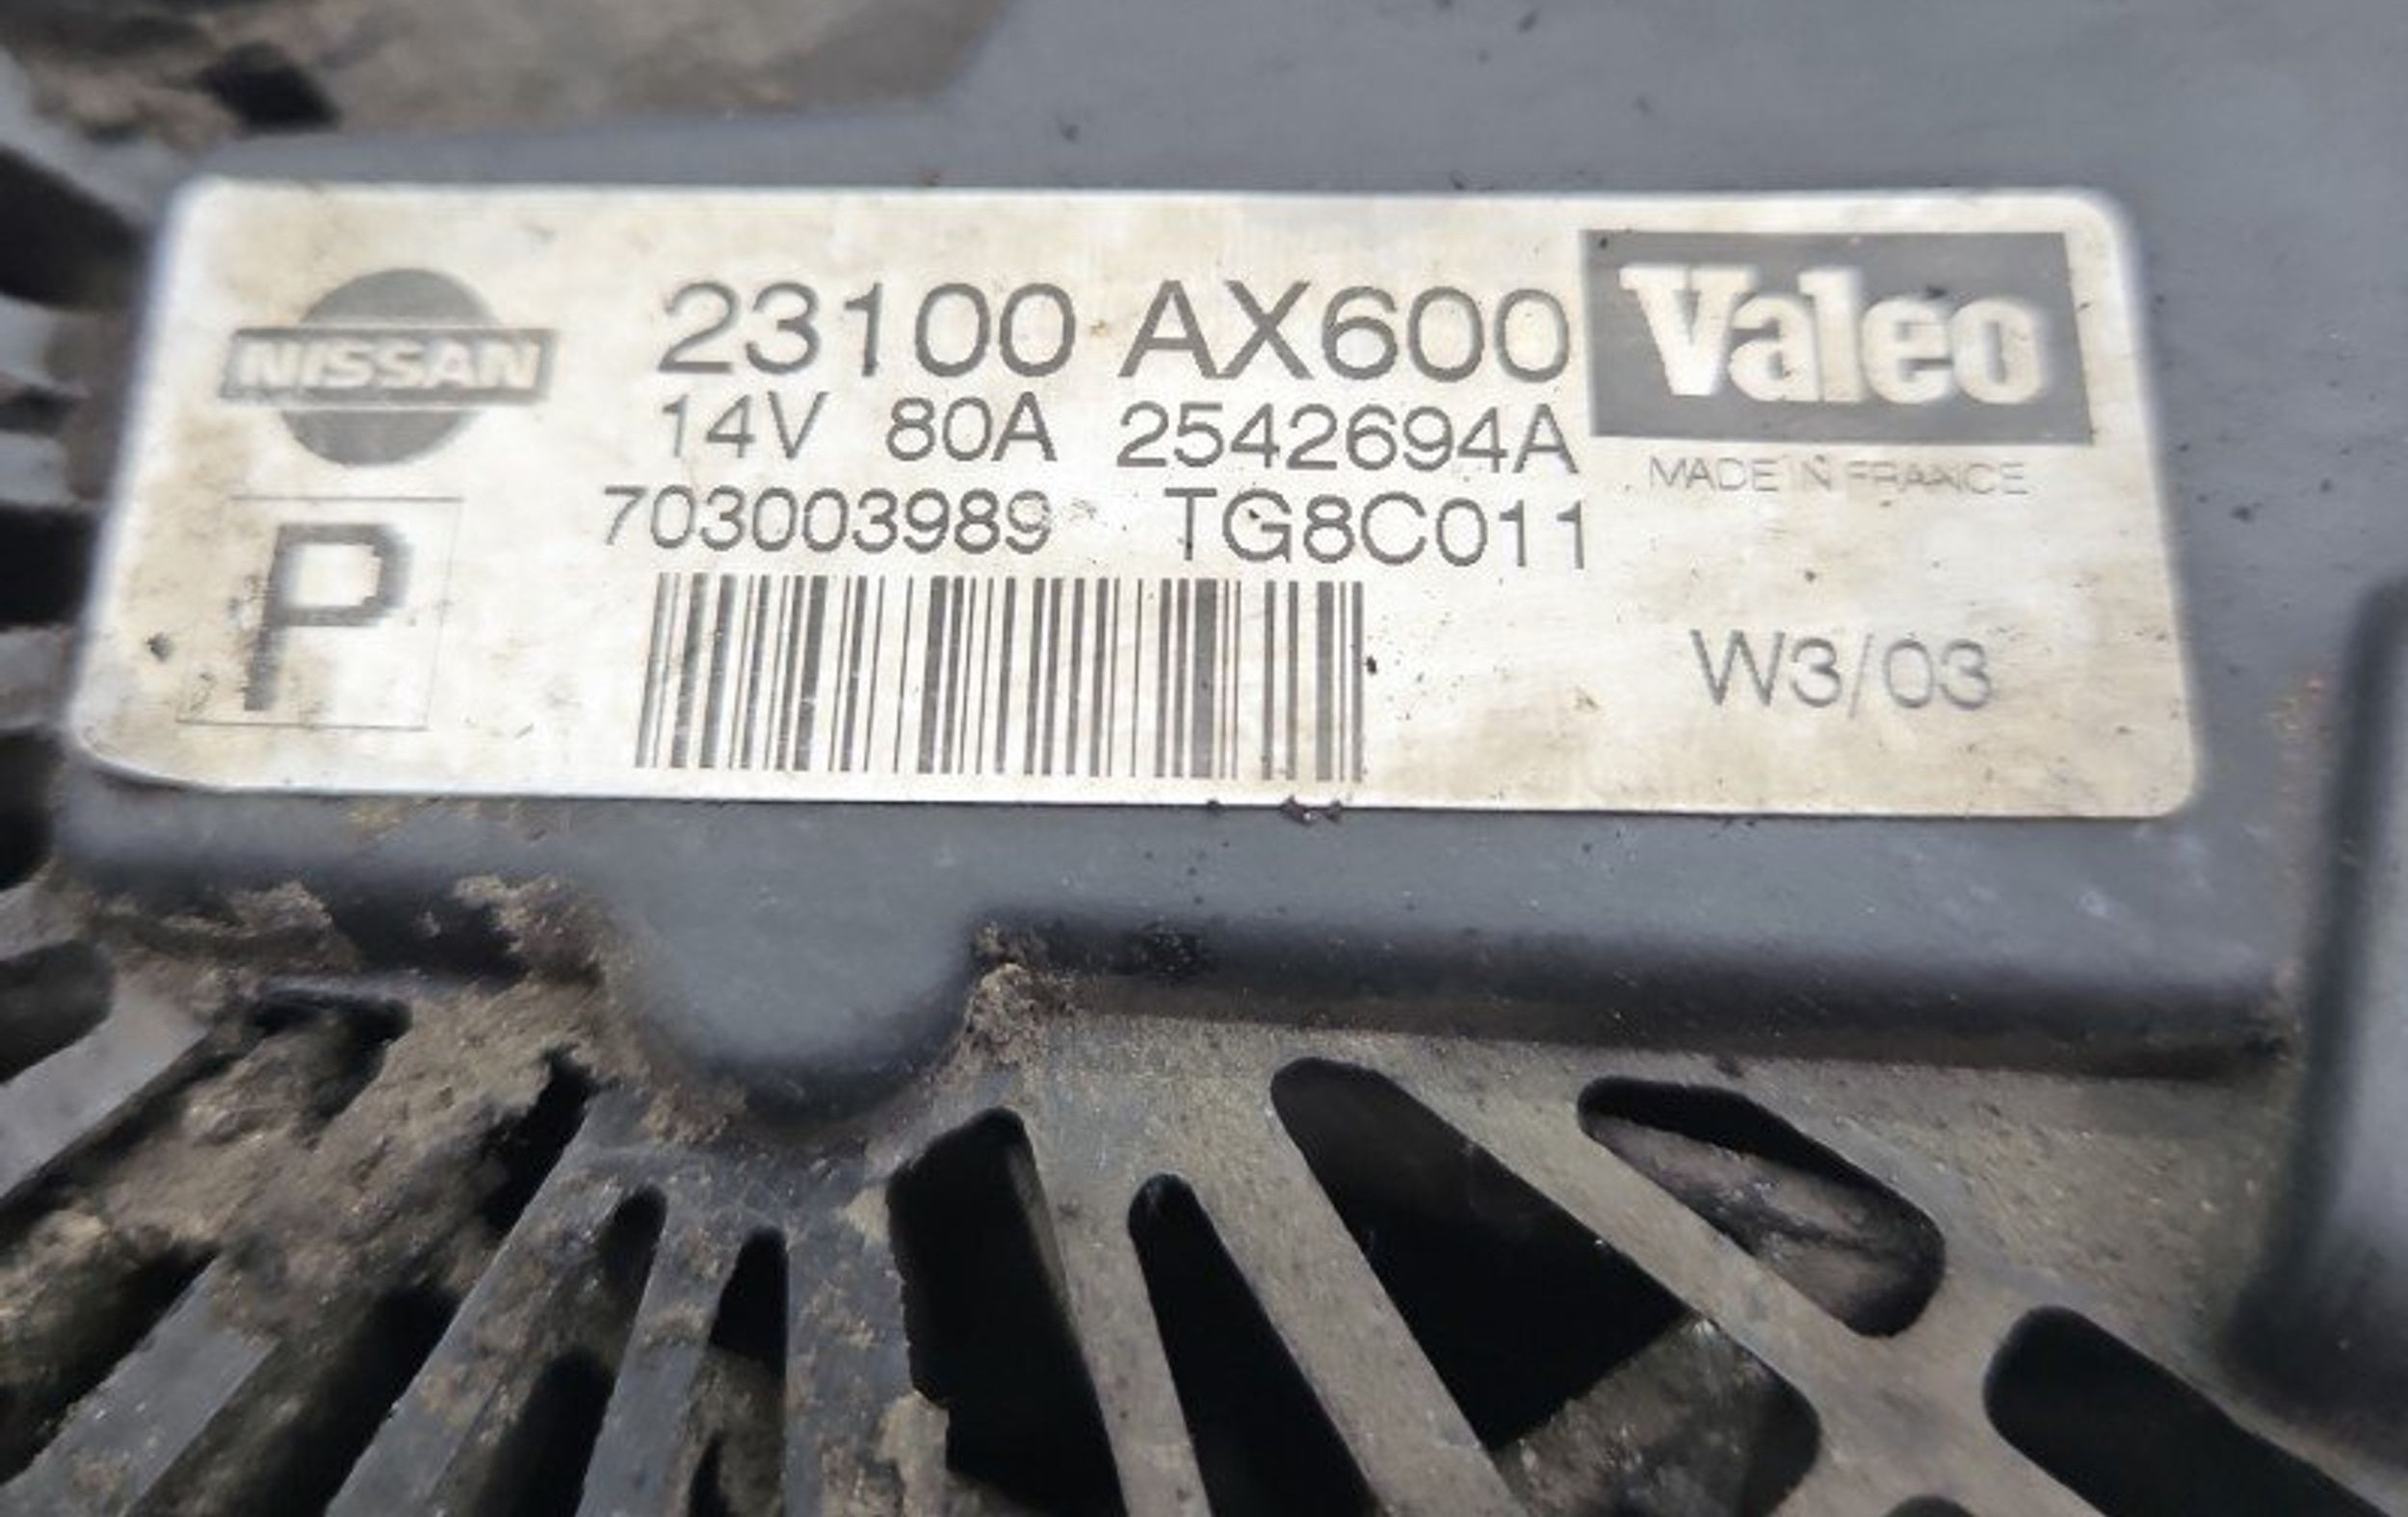 NISSAN
23100 AX600
Valeo
14V 80A 2542694A
MADE IN FRANCE
703003989 TG8C011
P
W3/03